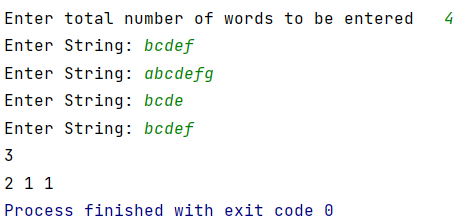 Enter total number of words to be entered   4
Enter String: bcdef
Enter String: abcdefg
Enter String: bcde
Enter String: bcdef
3
2 1 1
Process finished with exit code 0